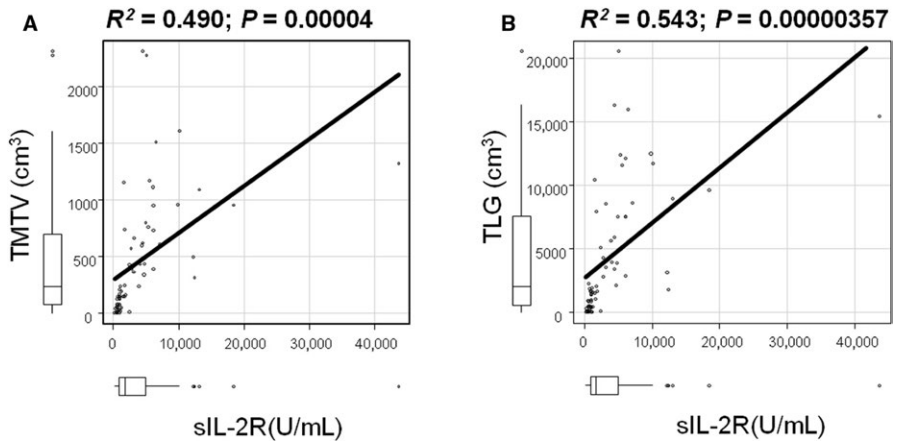 A
R² = 0.490; P = 0.00004
TMTV (cm³)
2000
1500
1000
500
0
0 10,000 20,000 30,000 40,000
sIL-2R(U/mL)
B
R² = 0.543; P = 0.00000357
TLG (cm³)
20,000
15,000
10,000
5000
0
0 10,000 20,000 30,000 40,000
sIL-2R(U/mL)